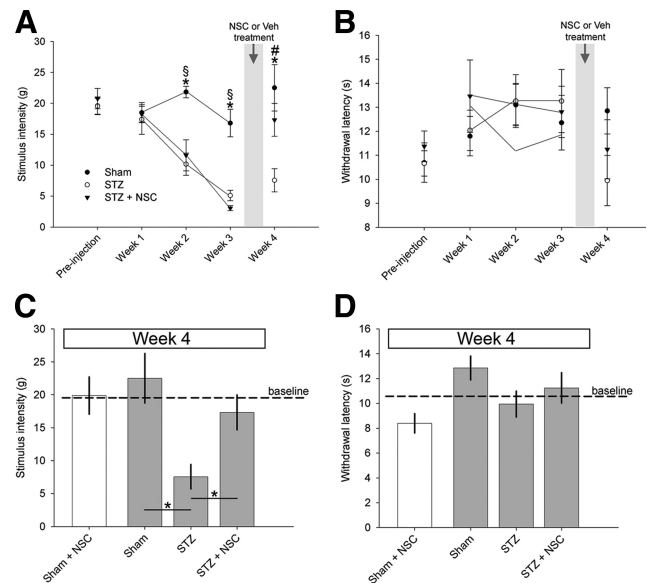 A
NSC or Veh
treatment
Stimulus intensity (g)
30
25
20
15
10
5
0
§
*
§
*
#
*
Sham
STZ
STZ + NSC
Pre-injection
Week 1
Week 2
Week 3
Week 4
B
NSC or Veh
treatment
Withdrawal latency (s)
16
15
14
13
12
11
10
9
8
Pre-injection
Week 1
Week 2
Week 3
Week 4
C
Week 4
Stimulus intensity (g)
30
25
20
15
10
5
0
baseline
*
*
Sham + NSC
Sham
STZ
STZ + NSC
D
Week 4
Withdrawal latency (s)
16
14
12
10
8
6
4
2
0
baseline
Sham + NSC
Sham
STZ
STZ + NSC